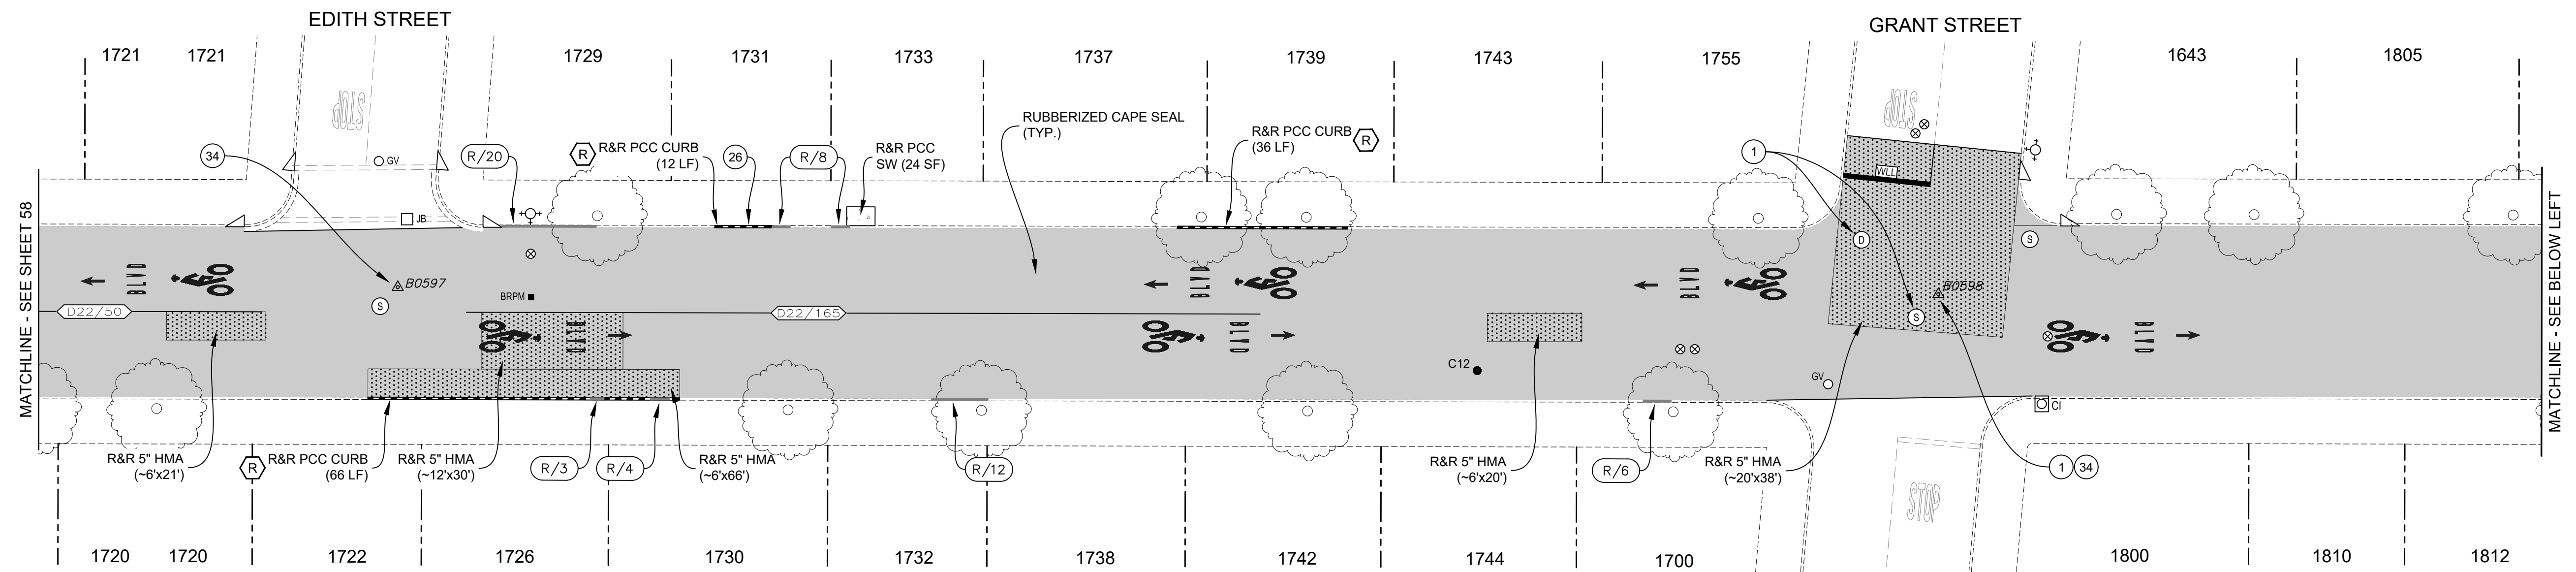 EDITH STREET
GRANT STREET
1721
1721
1729
1731
1733
1737
1739
1743
1755
1643
1805
STOP
STOP
34
GV
R/20
R
R&R PCC CURB
(12 LF)
26
R/8
R&R PCC
SW (24 SF)
RUBBERIZED CAPE SEAL
(TYP.)
R&R PCC CURB
(36 LF)
R
1
WLL
JB
D
S
MATCHLINE - SEE SHEET 58
MATCHLINE - SEE BELOW LEFT
BLVD
B0597
S
BRPM
BLVD
BLVD
B0598
S
D22/50
D22/165
BLVD
BLVD
BLVD
C12
GV
CI
R&R 5" HMA
(~6'x21')
R
R&R PCC CURB
(66 LF)
R&R 5" HMA
(~12'x30')
R/3
R/4
R&R 5" HMA
(~6'x66')
R/12
R&R 5" HMA
(~6'x20')
R/6
R&R 5" HMA
(~20'x38')
1
34
STOP
1720
1720
1722
1726
1730
1732
1738
1742
1744
1700
1800
1810
1812